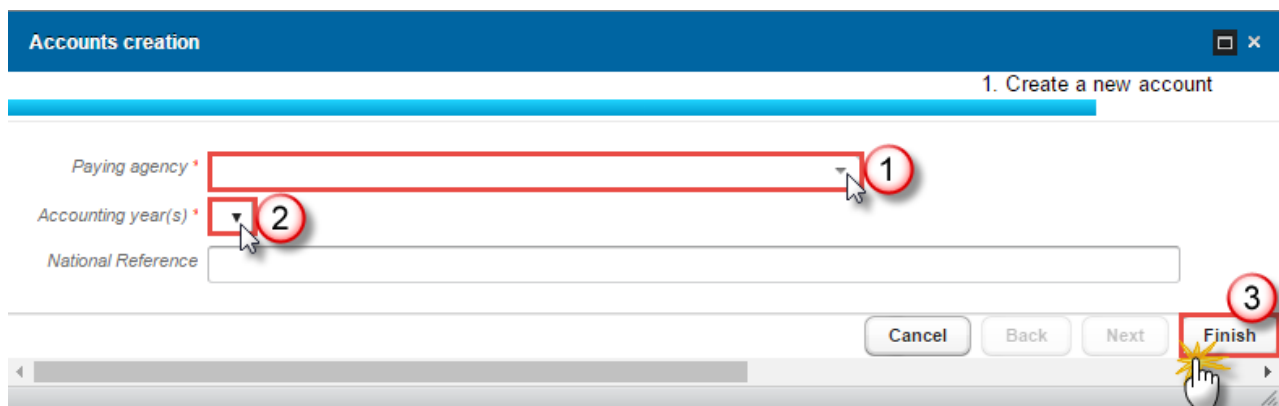 Accounts creation
1. Create a new account
Paying agency * 1
Accounting year(s) * 2
National Reference
3
Cancel Back Next Finish